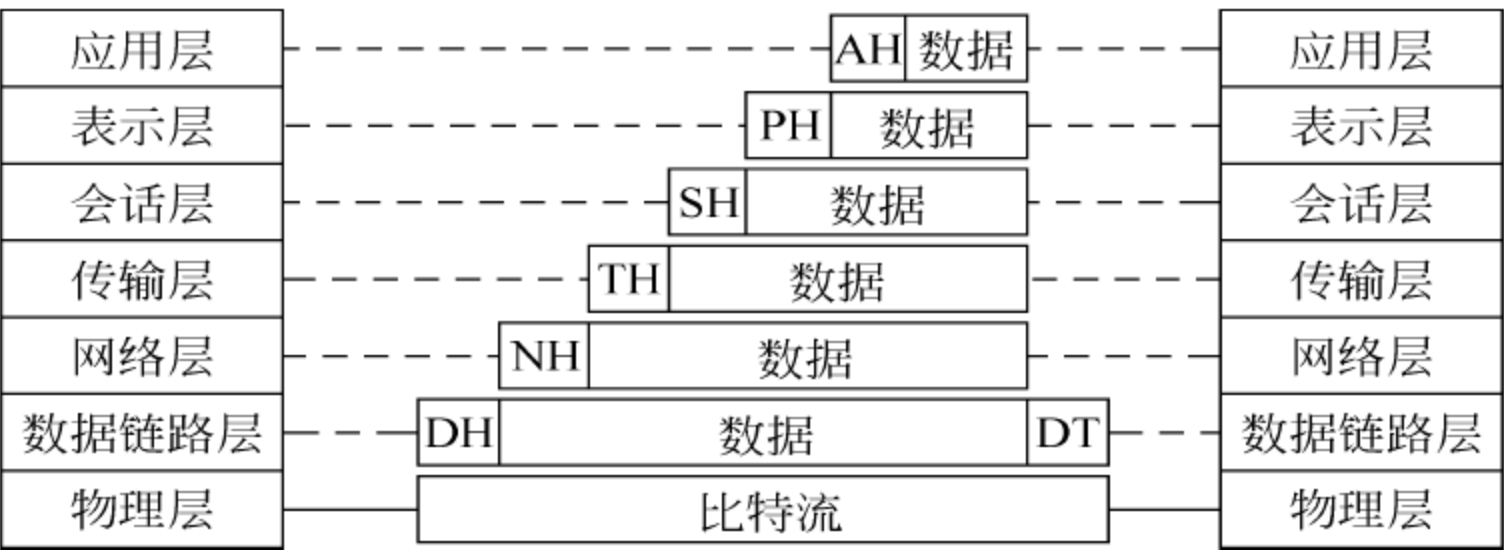 应用层 AH 数据 应用层
表示层 PH 数据 表示层
会话层 SH 数据 会话层
传输层 TH 数据 传输层
网络层 NH 数据 网络层
数据链路层 DH 数据 DT 数据链路层
物理层 比特流 物理层